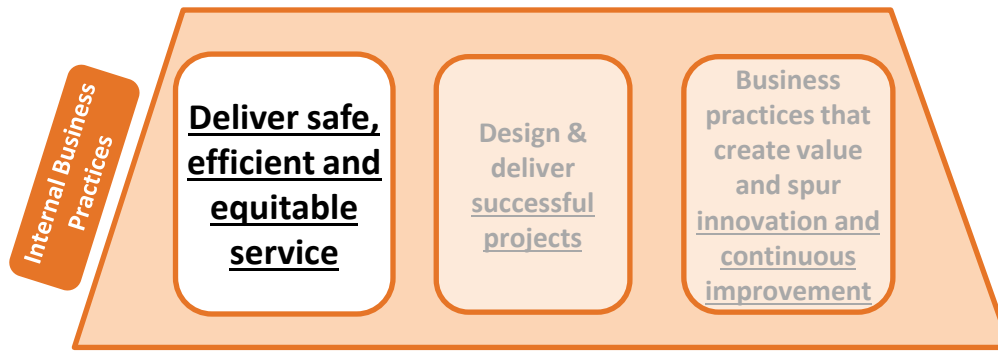 Internal Business
Practices
Deliver safe,
efficient and
equitable
service
Design &
deliver
successful
projects
Business
practices that
create value
and spur
innovation and
continuous
improvement